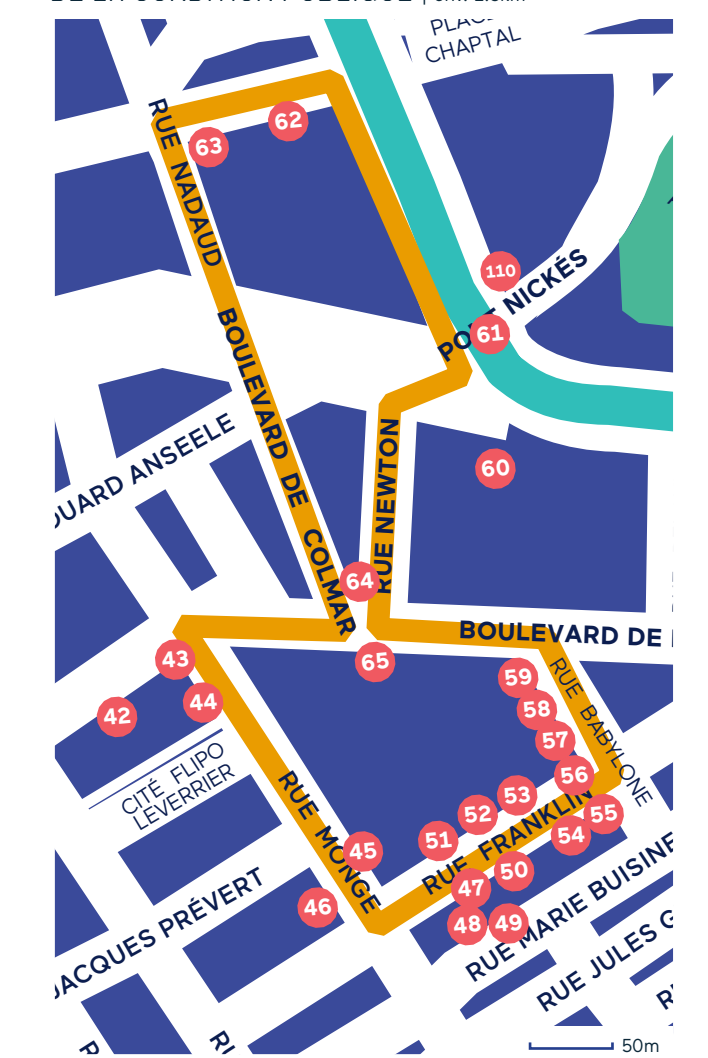 CHAPTAL
RUE NADAUD
63
62
110
PONT NICKÉS
61
BOULEVARD DE COLMAR
OUARD ANSEELE
RUE NEWTON
60
64
BOULEVARD DE
65
43
44
42
59
58
57
56
55
54
RUE BABYLONE
CITÉ FLIPO
LEVERRIER
RUE MONGE
45
46
53
52
51
RUE FRANKLIN
50
47
48
49
RUE MARIE BUISINE
RUE JULES G
JACQUES PRÉVERT
50m